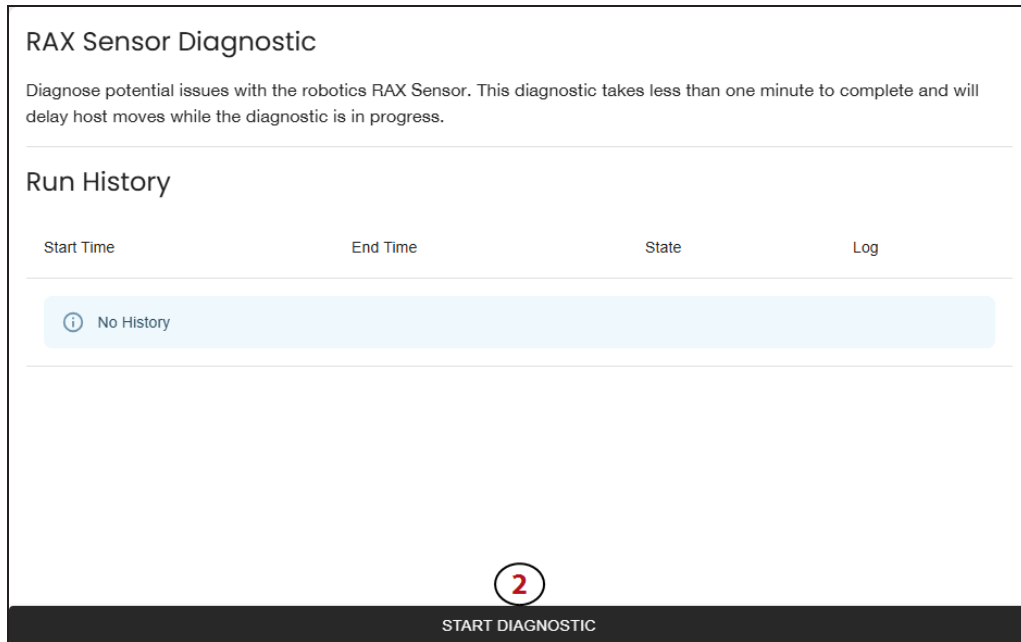 RAX Sensor Diagnostic
Diagnose potential issues with the robotics RAX Sensor. This diagnostic takes less than one minute to complete and will
delay host moves while the diagnostic is in progress.
Run History
Start Time End Time State Log
No History
2
START DIAGNOSTIC